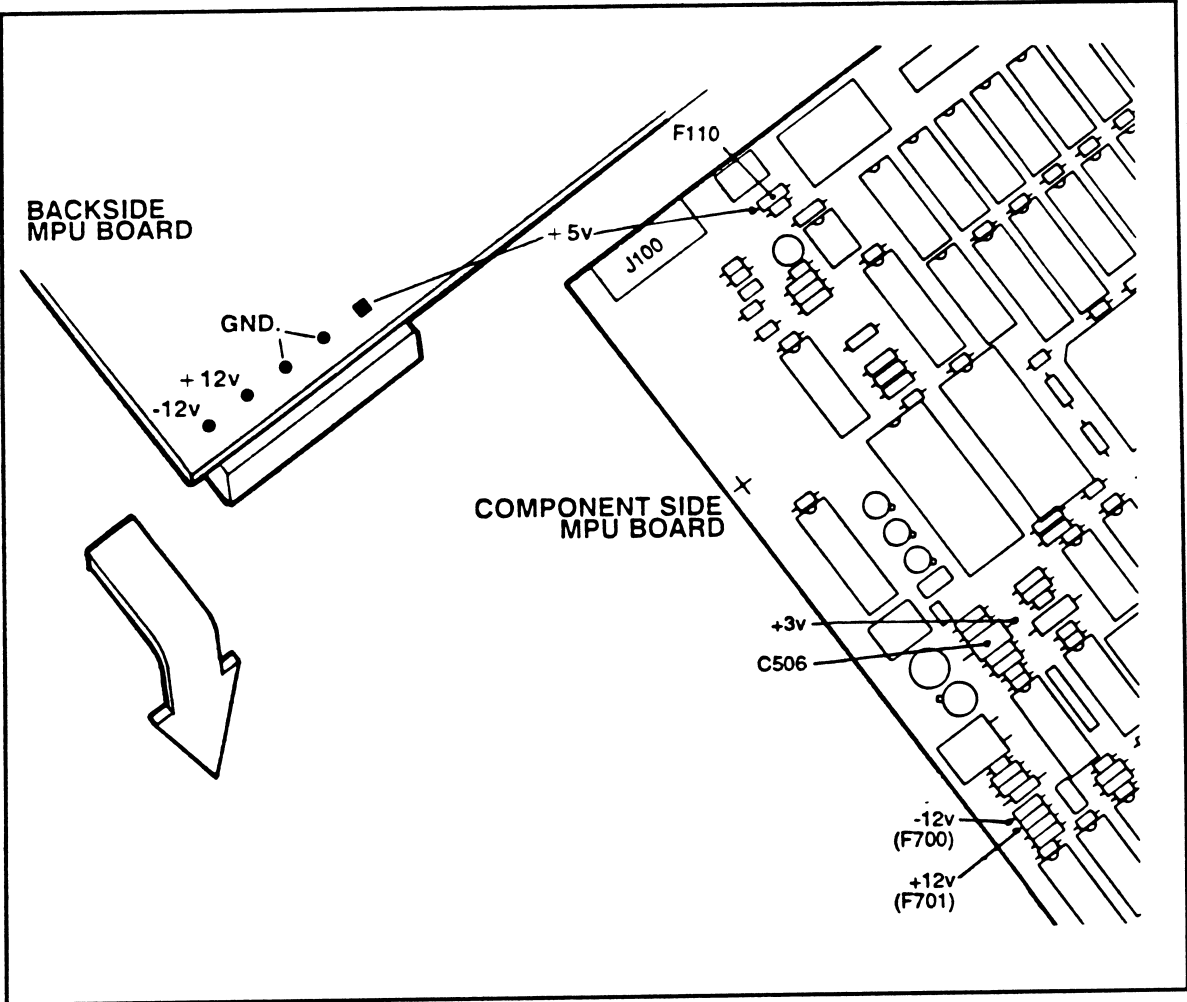 F110
BACKSIDE
MPU BOARD
+ 5v
J100
GND.
+ 12v
-12v
COMPONENT SIDE
MPU BOARD
+3v
C506
-12v
(F700)
+12v
(F701)